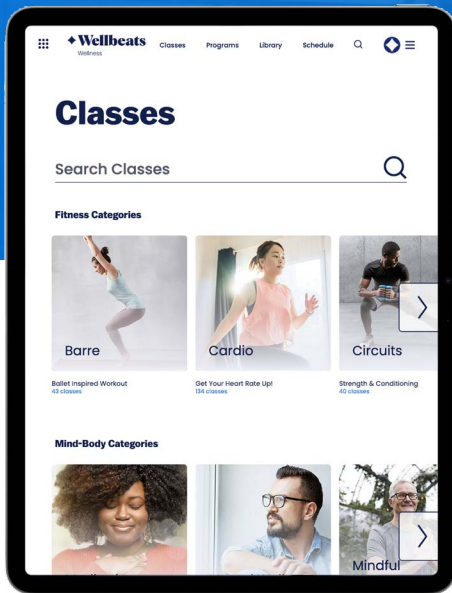 Wellbeats
Wellness
Classes
Programs
Library
Schedule
Classes
Search Classes
Fitness Categories
Barre
Cardio
Circuits
Ballet Inspired Workout
Get Your Heart Rate Up!
Strength & Conditioning
43 classes
134 classes
40 classes
Mind-Body Categories
Mindful